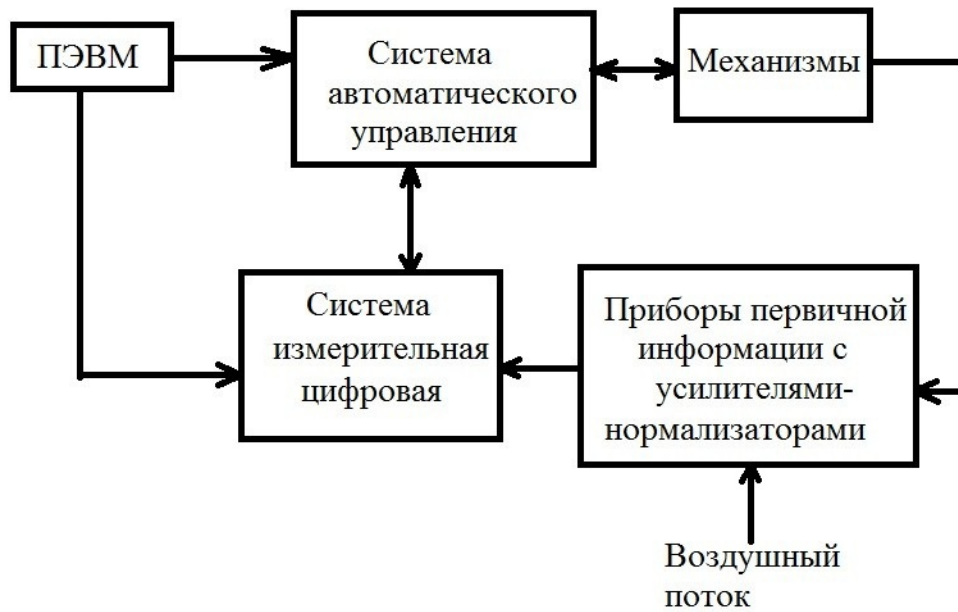 ПЭВМ
Система
автоматического
управления
Механизмы
Система
измерительная
цифровая
Приборы первичной
информации с
усилителями-
нормализаторами
Воздушный
поток